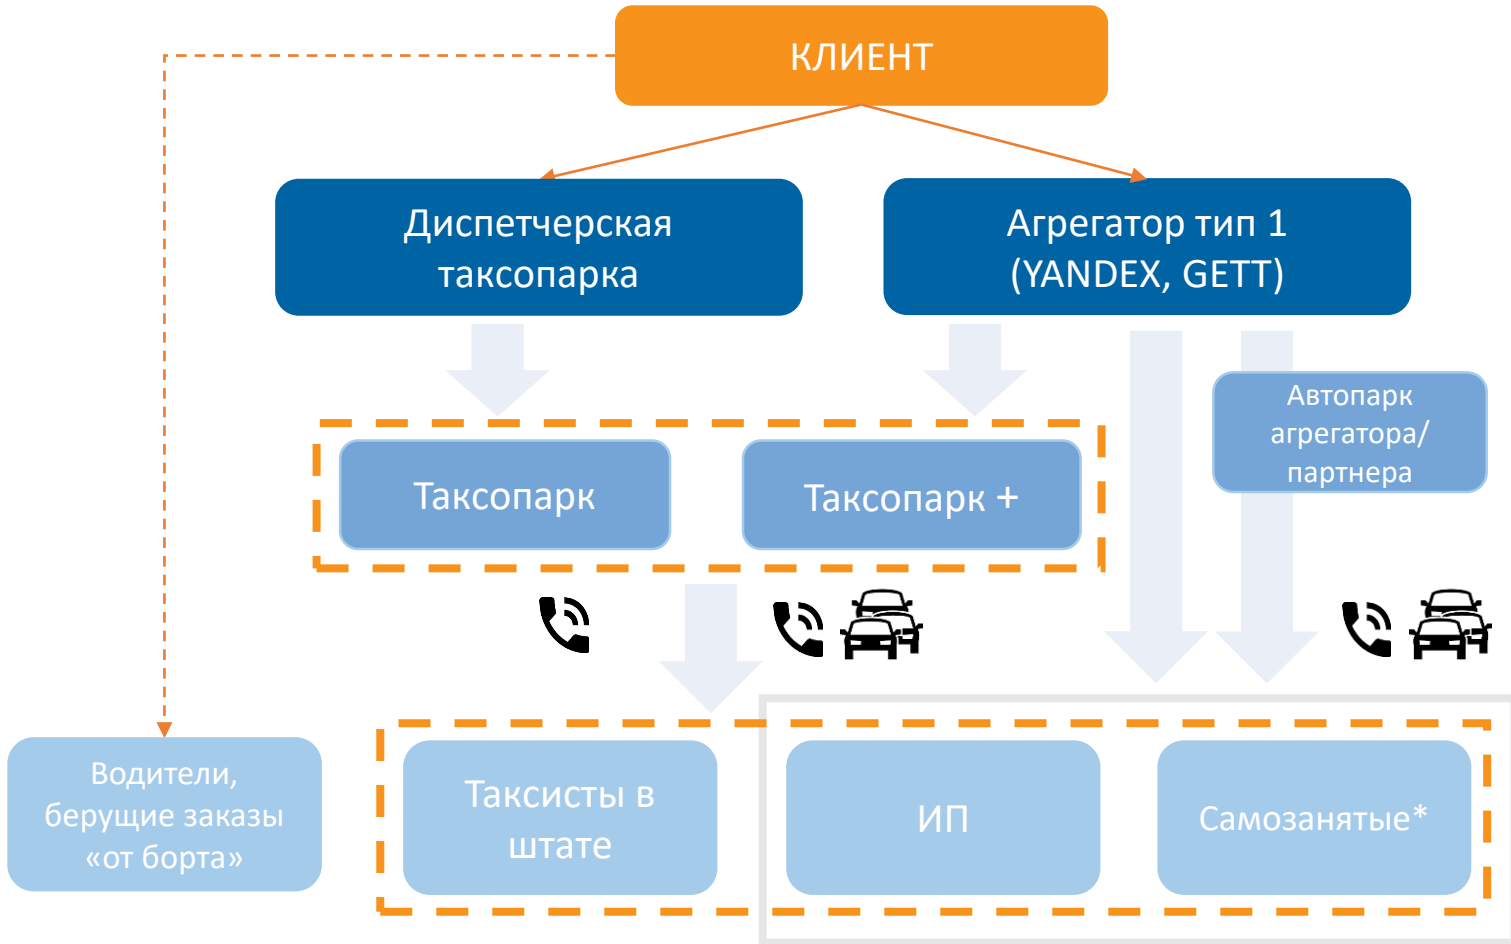 КЛИЕНТ
Диспетчерская
таксопарка
Агрегатор тип 1
(YANDEX, GETT)
Автопарк
агрегатора/
партнера
Таксопарк
Таксопарк +
Водители,
берущие заказы
«от борта»
Таксисты в
штате
ИП
Самозанятые*